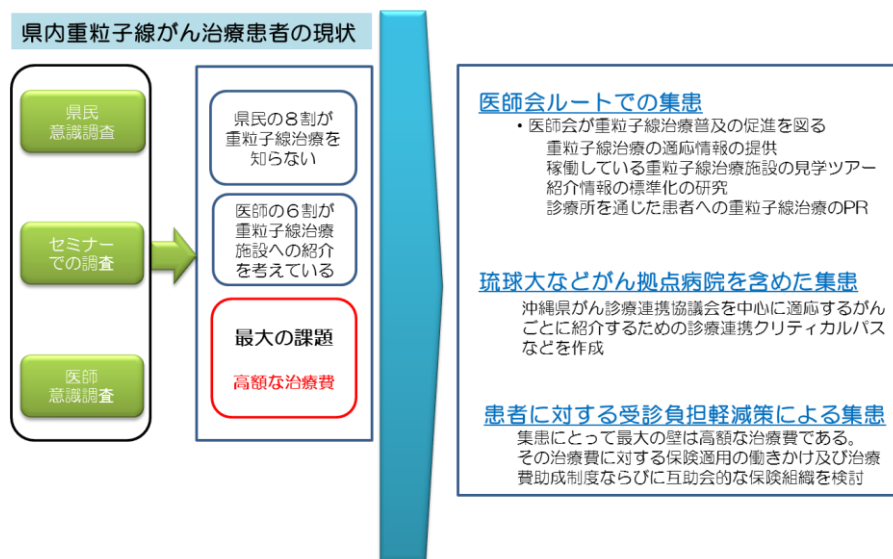 県内重粒子線がん治療患者の現状
県民
意識調査
セミナー
での調査
医師
意識調査
県民の8割が
重粒子線治療を
知らない
医師の6割が
重粒子線治療
施設への紹介
を考えている
最大の課題
高額な治療費
医師会ルートでの集患
・医師会が重粒子線治療普及の促進を図る
重粒子線治療の適応情報の提供
稼働している重粒子線治療施設の見学ツアー
紹介情報の標準化の研究
診療所を通じた患者への重粒子線治療のPR
琉球大などがん拠点病院を含めた集患
沖縄県がん診療連携協議会を中心に適応するがん
ごとに紹介するための診療連携クリティカルパス
などを作成
患者に対する受診負担軽減策による集患
集患にとって最大の壁は高額な治療費である。
その治療費に対する保険適用の働きかけ及び治療
費助成制度ならびに互助会的な保険組織を検討